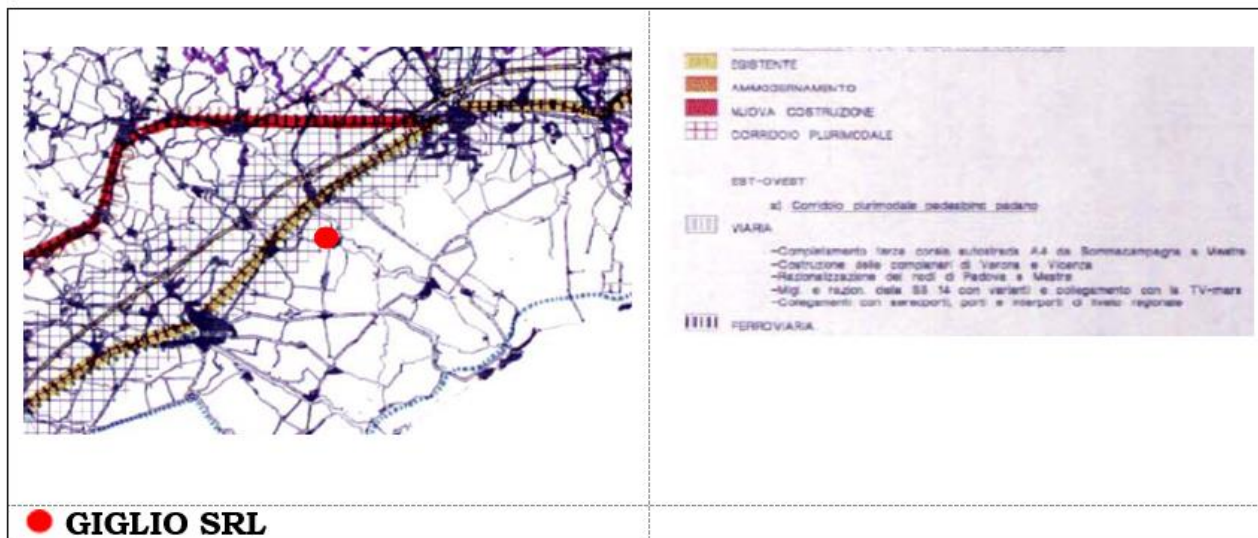 ESISTENTE
AMMODERNAMENTO
NUOVA COSTRUZIONE
CORRIDOIO PLURIMODALE
EST-OVEST
a) Corridoio plurimodale pedealpino padano
VIARIA
-Completamento terza corsia autostrada A4 da Sommacampagna a Mestre
-Costruzione delle complanari di Verona e Vicenza
-Razionalizzazione dei nodi di Padova e Mestre
-Migl. e razion. della SS 14 con varianti e collegamento con la TV-mare
-Collegamenti con aereoporti, porti e interporti di livello regionale
FERROVIARIA
GIGLIO SRL